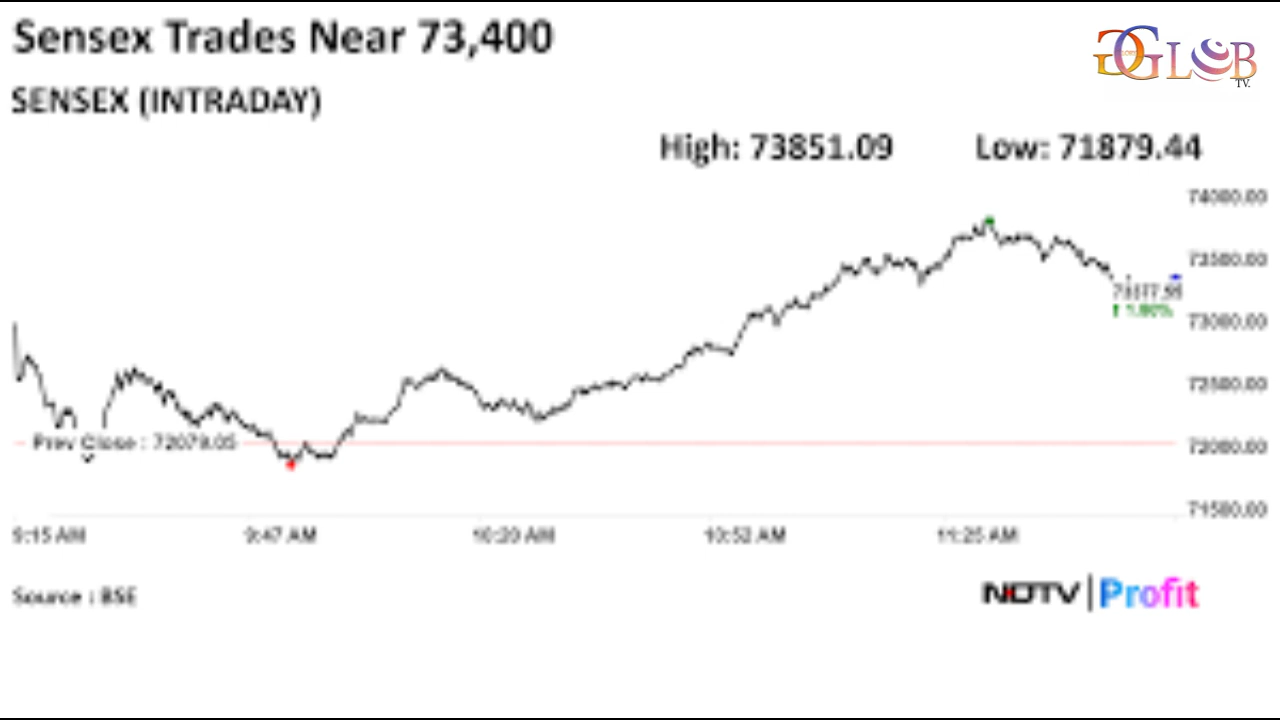 Sensex Trades Near 73,400
GLOB
TV.
SENSEX (INTRADAY)
High: 73851.09 Low: 71879.44
74000.00
73500.00
73000.00
72500.00
Prev Close : 72079.05
72000.00
71500.00
9:15 AM 9:47 AM 10:20 AM 10:52 AM 11:25 AM
Source : BSE
NDTV Profit